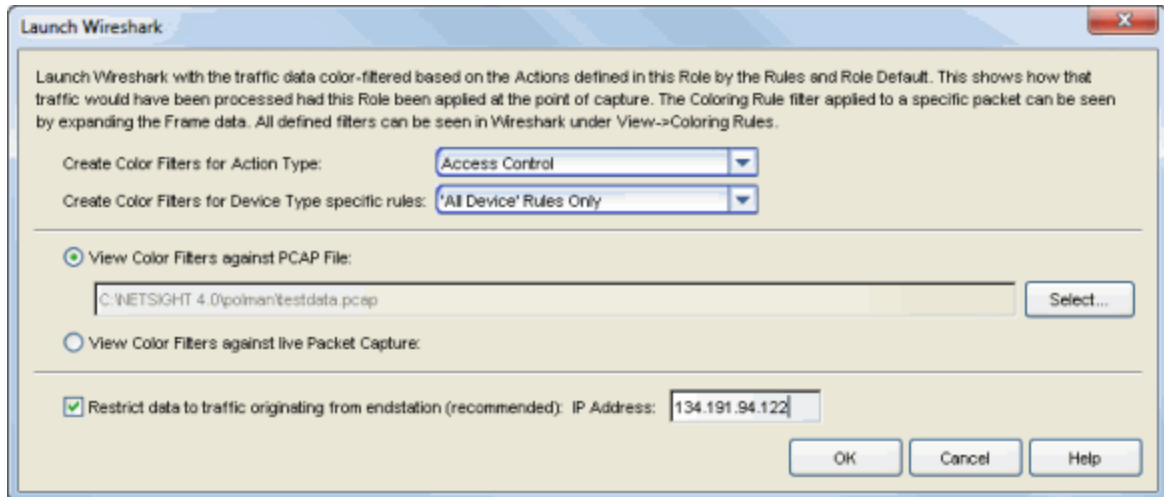 Launch Wireshark
Launch Wireshark with the traffic data color-filtered based on the Actions defined in this Role by the Rules and Role Default. This shows how that
traffic would have been processed had this Role been applied at the point of capture. The Coloring Rule filter applied to a specific packet can be seen
by expanding the Frame data. All defined filters can be seen in Wireshark under View->Coloring Rules.
Create Color Filters for Action Type: Access Control
Create Color Filters for Device Type specific rules: 'All Device' Rules Only
View Color Filters against PCAP File:
C:\NETSIGHT 4.0\polman\testdata.pcap Select...
View Color Filters against live Packet Capture:
Restrict data to traffic originating from endstation (recommended): IP Address: 134.191.94.122
OK Cancel Help